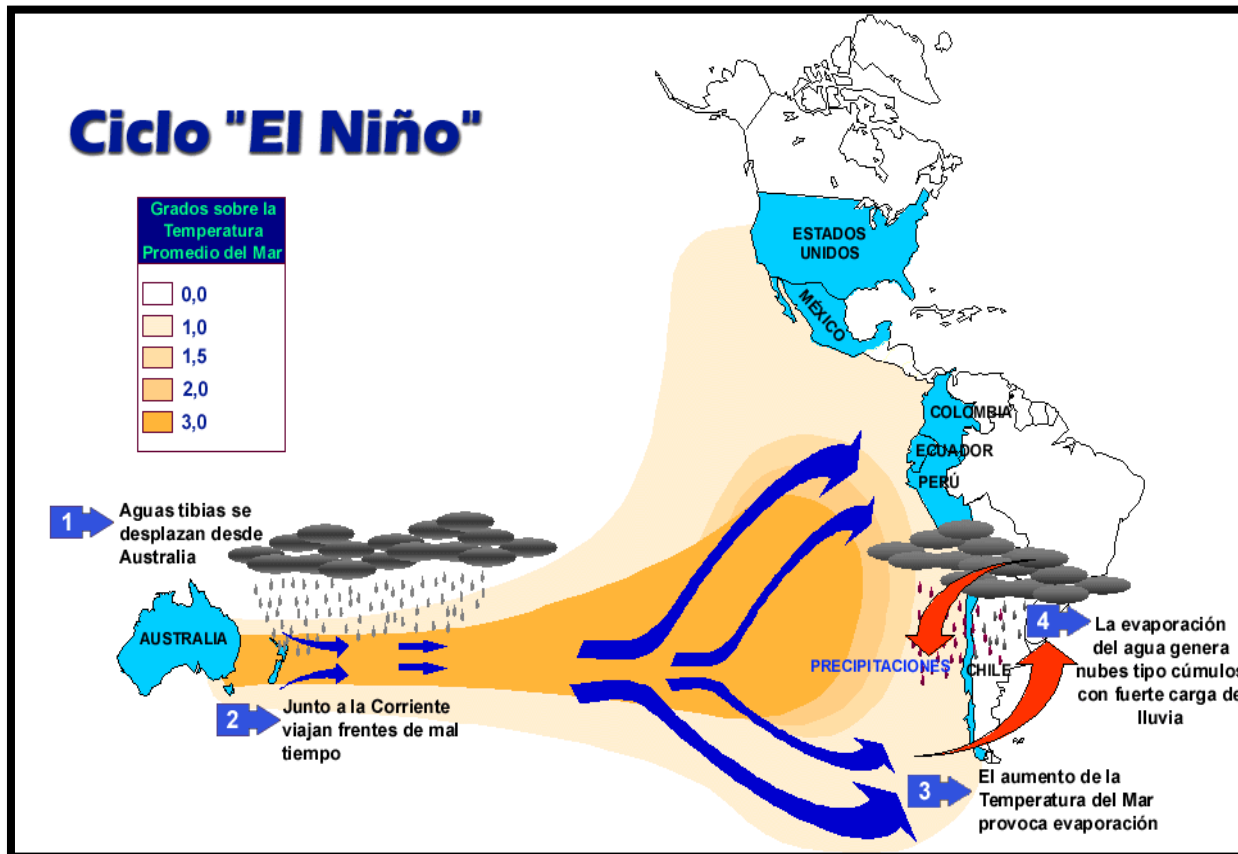 Ciclo "El Niño"
Grados sobre la
Temperatura
Promedio del Mar
0,0
1,0
1,5
2,0
3,0
ESTADOS
UNIDOS
MÉXICO
COLOMBIA
ECUADOR
PERÚ
1
Aguas tibias se
desplazan desde
Australia
AUSTRALIA
2
Junto a la Corriente
viajan frentes de mal
tiempo
PRECIPITACIONES
CHILE
4
La evaporación
del agua genera
nubes tipo cúmulos
con fuerte carga de
lluvia
3
El aumento de la
Temperatura del Mar
provoca evaporación